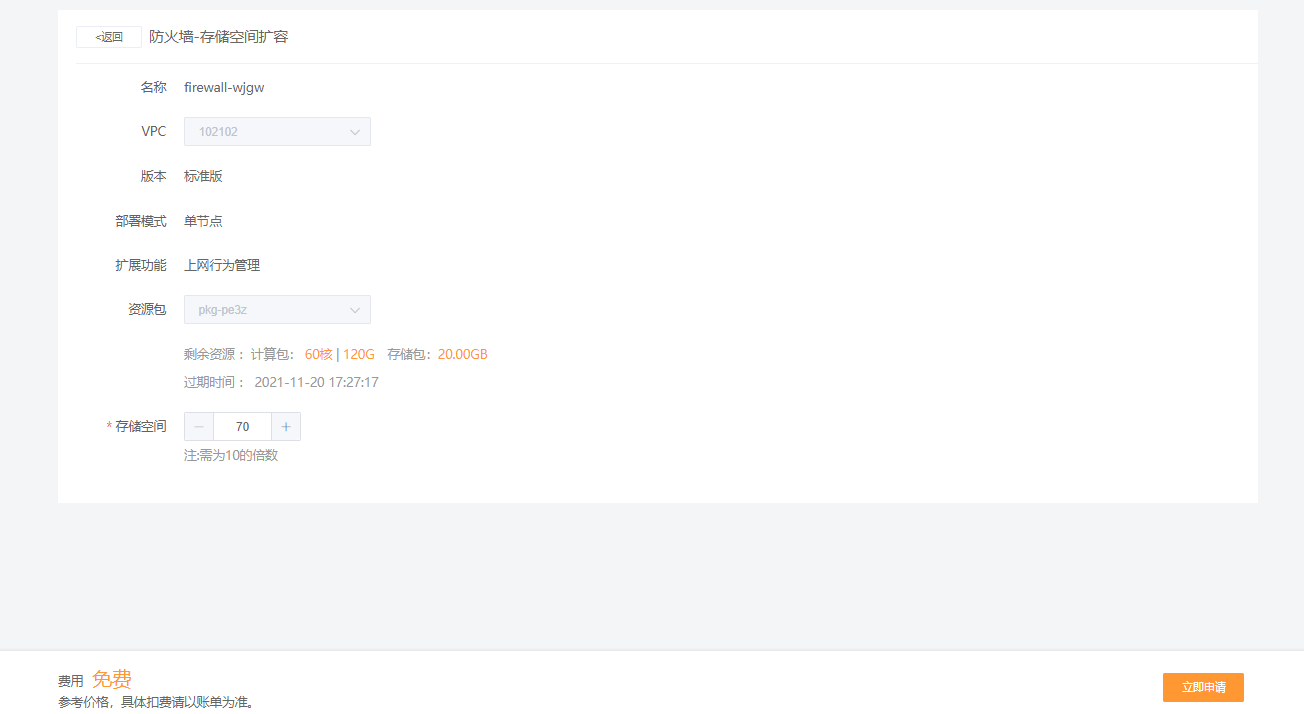 <返回 防火墙-存储空间扩容
名称 firewall-wjgw
VPC 102102
版本 标准版
部署模式 单节点
扩展功能 上网行为管理
资源包 pkg-pe3z
剩余资源： 计算包： 60核 | 120G 存储包： 20.00GB
过期时间： 2021-11-20 17:27:17
* 存储空间 － 70 +
注:需为10的倍数
费用 免费
参考价格，具体扣费请以账单为准。
立即申请